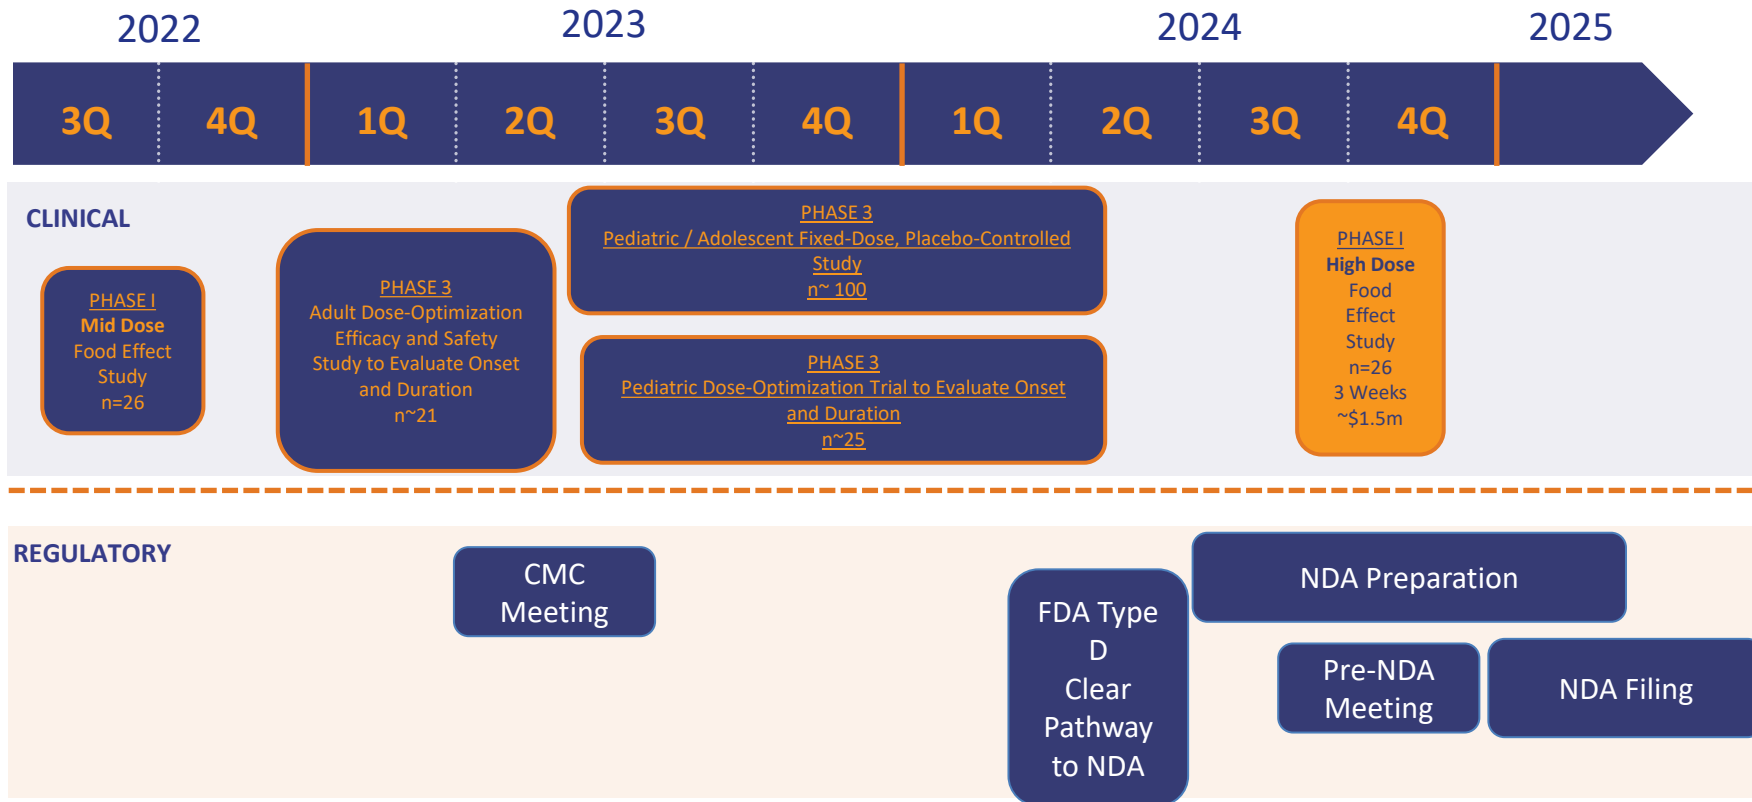 2022
2023
2024
2025
3Q
4Q
1Q
2Q
3Q
4Q
1Q
2Q
3Q
4Q
CLINICAL
PHASE I
Mid Dose
Food Effect
Study
n=26
PHASE 3
Adult Dose-Optimization
Efficacy and Safety
Study to Evaluate Onset
and Duration
n~21
PHASE 3
Pediatric / Adolescent Fixed-Dose, Placebo-Controlled
Study
n~ 100
PHASE 3
Pediatric Dose-Optimization Trial to Evaluate Onset
and Duration
n~25
PHASE I
High Dose
Food
Effect
Study
n=26
3 Weeks
~$1.5m
REGULATORY
CMC
Meeting
FDA Type
D
Clear
Pathway
to NDA
NDA Preparation
Pre-NDA
Meeting
NDA Filing